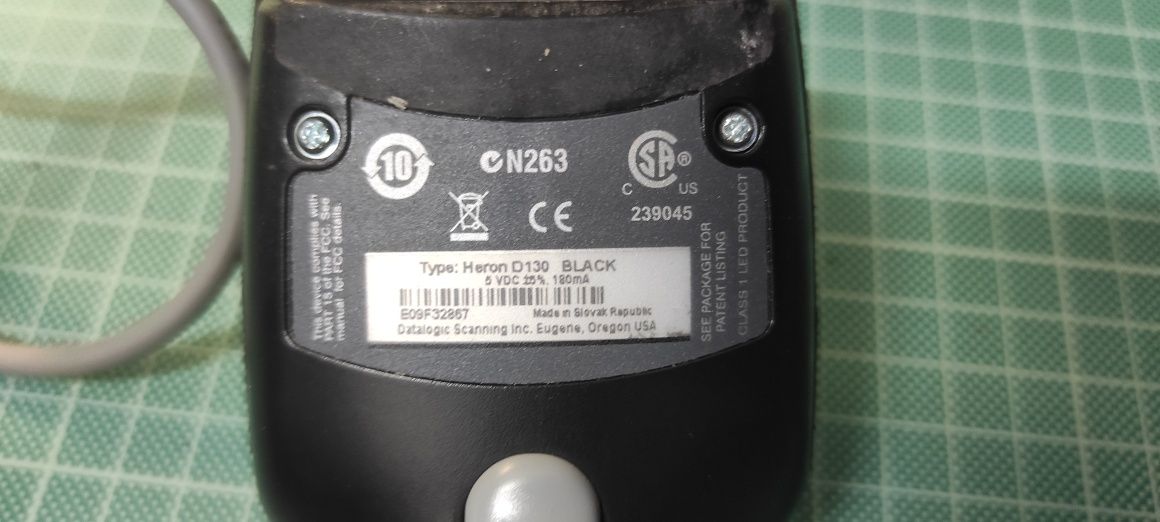 10
N263
CSA®
C US
239045
CE
This device complies with
PART 15 of the FCC. See
manual for FCC details.
Type: Heron D130 BLACK
5 VDC ±5%, 180mA
E09F32867 Made in Slovak Republic
Datalogic Scanning Inc. Eugene, Oregon USA
SEE PACKAGE FOR
PATENT LISTING
CLASS 1 LED PRODUCT